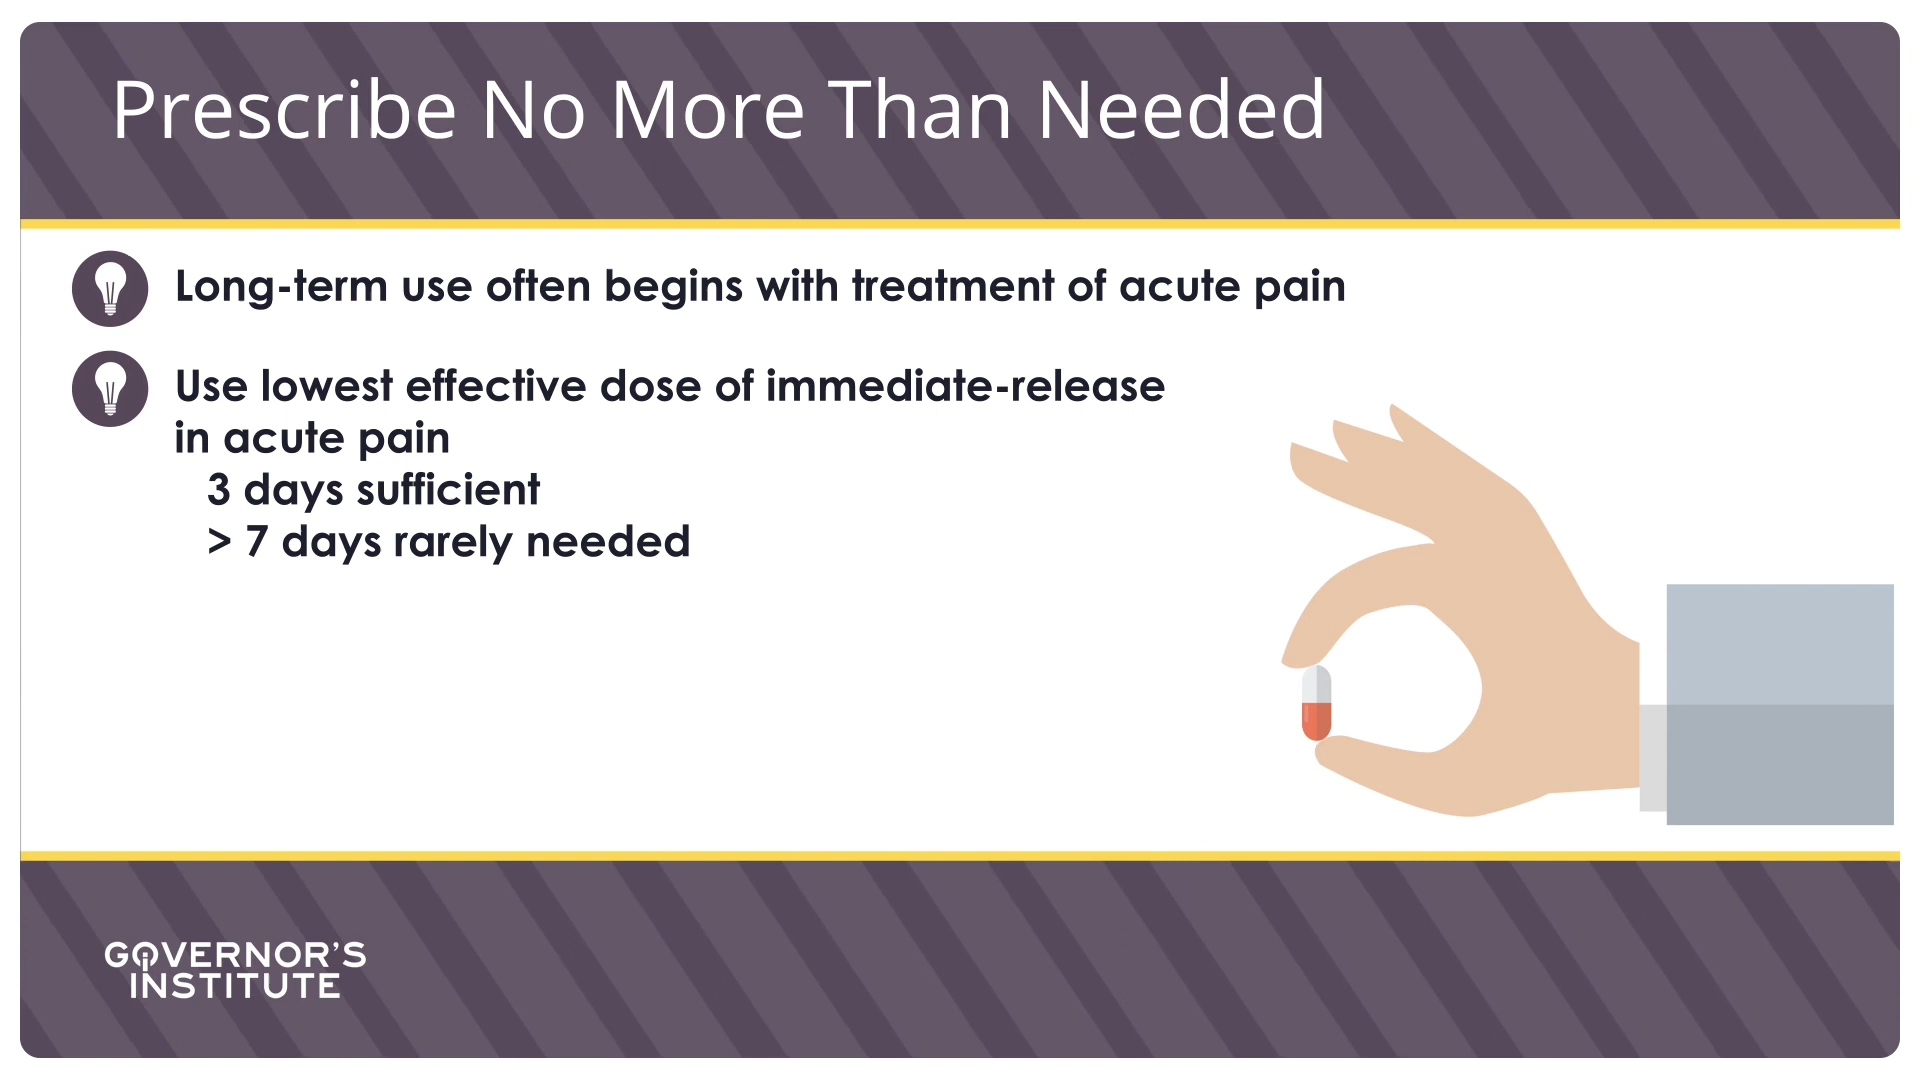 Prescribe No More Than Needed
Long-term use often begins with treatment of acute pain
Use lowest effective dose of immediate-release
in acute pain
3 days sufficient
> 7 days rarely needed
GOVERNOR'S
INSTITUTE